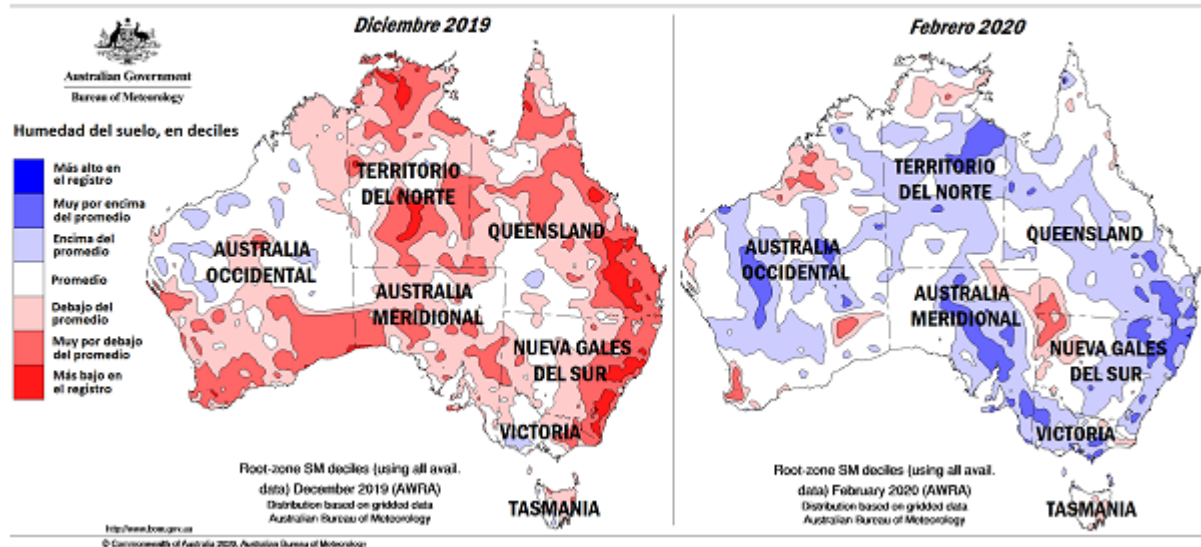 Diciembre 2019
Febrero 2020
Australian Government
Bureau of Meteorology
Humedad del suelo, en deciles
Más alto en
el registro
Muy por encima
del promedio
Encima del
promedio
Promedio
Debajo del
promedio
Muy por debajo
del promedio
Más bajo en
el registro
TERRITORIO
DEL NORTE
QUEENSLAND
AUSTRALIA
OCCIDENTAL
AUSTRALIA
MERIDIONAL
NUEVA GALES
DEL SUR
VICTORIA
TASMANIA
Root-zone SM deciles (using all avail.
data) December 2019 (AWRA)
Distribution based on gridded data
Australian Bureau of Meteorology
http://www.bom.gov.au
© Commonwealth of Australia 2020, Australian Bureau of Meteorology
TERRITORIO
DEL NORTE
QUEENSLAND
AUSTRALIA
OCCIDENTAL
AUSTRALIA
MERIDIONAL
NUEVA GALES
DEL SUR
VICTORIA
TASMANIA
Root-zone SM deciles (using all avail.
data) February 2020 (AWRA)
Distribution based on gridded data
Australian Bureau of Meteorology